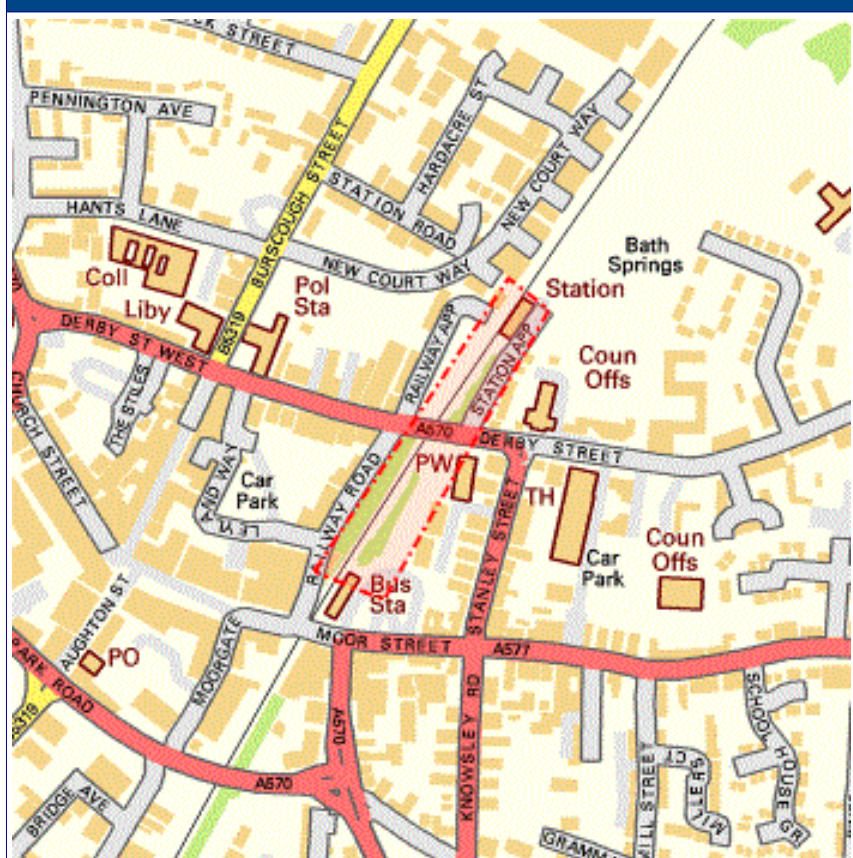 STREET
PENNINGTON AVE
HARDACRE ST
NEW COURT WAY
BURSCOUGH STREET
STATION ROAD
HANTS LANE
Bath
Springs
NEW COURT WAY
Coll
Pol
Sta
Station
Liby
B5319
RAILWAY APP
STATION APP
DERBY ST WEST
Coun
Offs
THE STILES
CHURCH STREET
A570
DERBY STREET
PW
Car
Park
RAILWAY ROAD
TH
STANLEY STREET
Coun
Offs
Car
Park
Bus
Sta
AUGHTON ST
MOORGATE
MOOR STREET
A577
PO
PARK ROAD
A570
KNOWSLEY RD
A570
BRIDGE AVE
MILL STREET
MILLERS CT
SCHOOL HOUSE GR